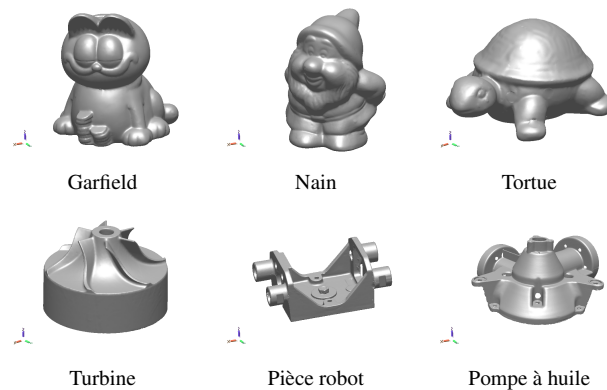 Garfield
Nain
Tortue
Turbine
Pièce robot
Pompe à huile